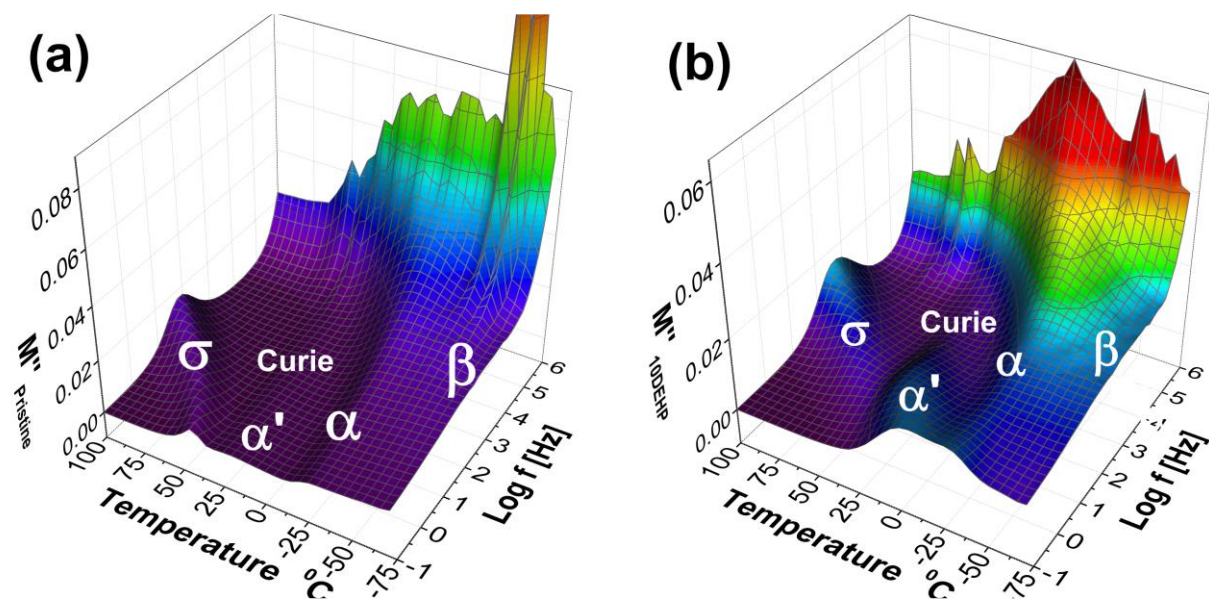 (a)
0.08
0.06
0.04
0.02
0.00
M" Pristine
σ
Curie
α'
α
β
100
75
50
25
0
-25
-50
-75
Temperature °C
-1
0
1
2
3
4
5
6
Log f [Hz]
(b)
0.06
0.04
0.02
0.00
M" 10DEHP
σ
Curie
α'
α
β
100
75
50
25
0
-25
-50
-75
Temperature °C
-1
0
1
2
3
4
5
6
Log f [Hz]